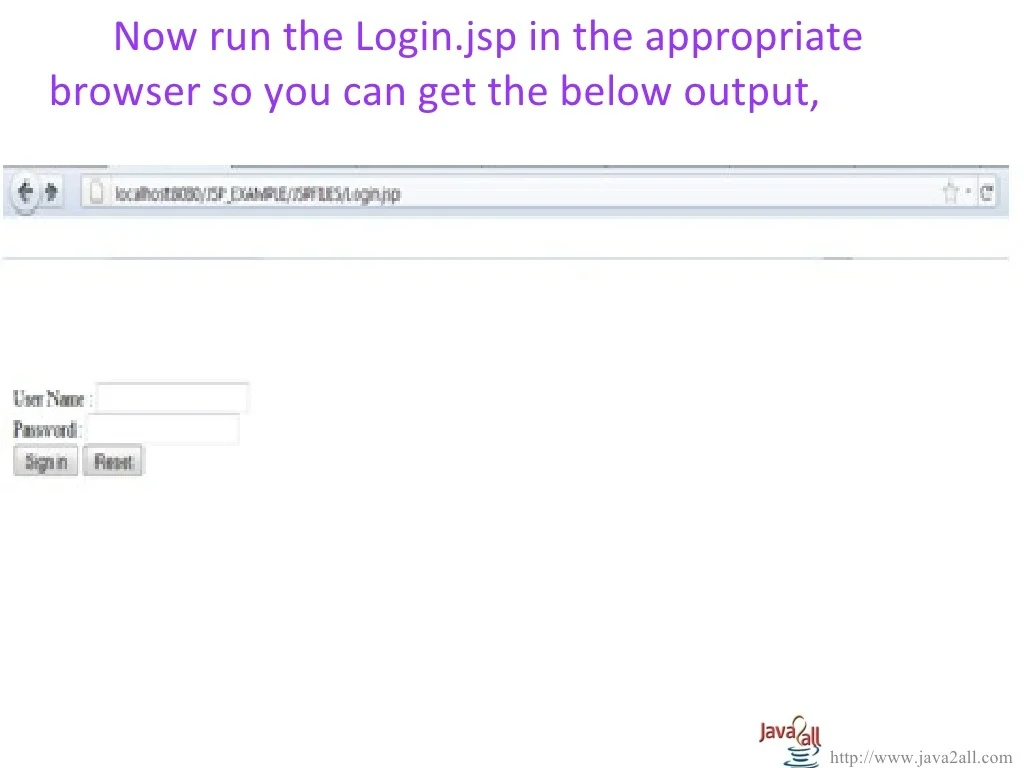 Now run the Login.jsp in the appropriate
browser so you can get the below output,
localhost:8080/JSP_EXAMPLE/JSPFILES/Login.jsp
User Name :
Password :
Sign in Reset
Java2all
http://www.java2all.com